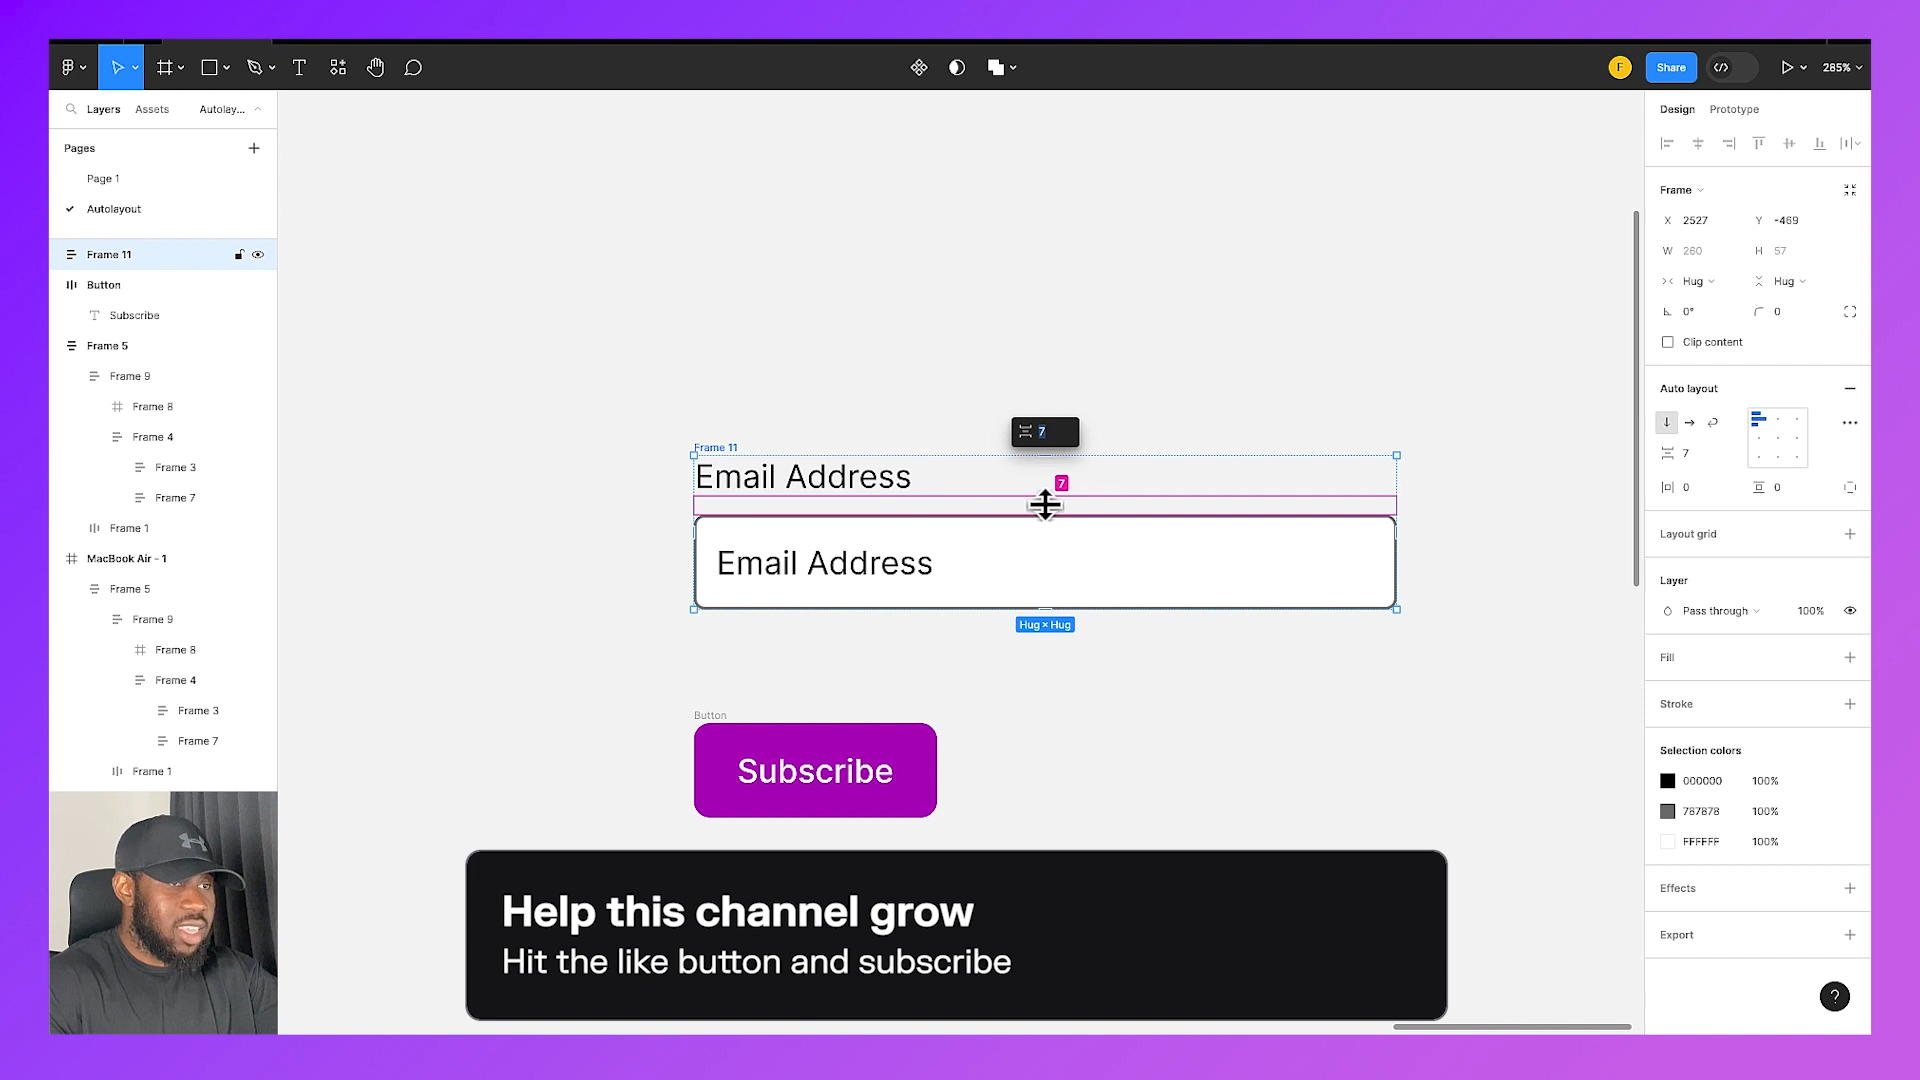 F
Share
285%
Layers
Assets
Autolay...
Pages
Page 1
Autolayout
Frame 11
Button
Subscribe
Frame 5
Frame 9
Frame 8
Frame 4
Frame 3
Frame 7
Frame 1
MacBook Air - 1
Frame 5
Frame 9
Frame 8
Frame 4
Frame 3
Frame 7
Frame 1
7
Frame 11
Email Address
7
Email Address
Hug × Hug
Button
Subscribe
Help this channel grow
Hit the like button and subscribe
Design
Prototype
Frame
X 2527
Y -469
W 260
H 57
Hug
Hug
0°
0
Clip content
Auto layout
7
0
0
Layout grid
Layer
Pass through
100%
Fill
Stroke
Selection colors
000000 100%
787878 100%
FFFFFF 100%
Effects
Export
?